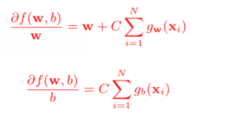 ∂f(w, b)/w = w + C ∑_{i=1}^{N} g_w(x_i)
∂f(w, b)/b = C ∑_{i=1}^{N} g_b(x_i)